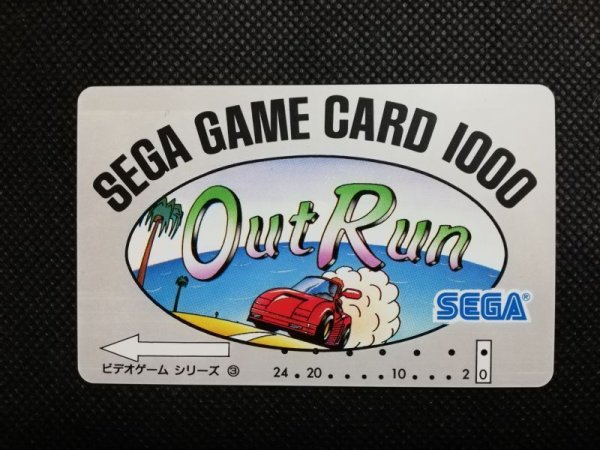 SEGA GAME CARD 1000
OutRun
SEGA®
ビデオゲーム シリーズ ③
24 . 20 . . . . 10 . . . 2 0